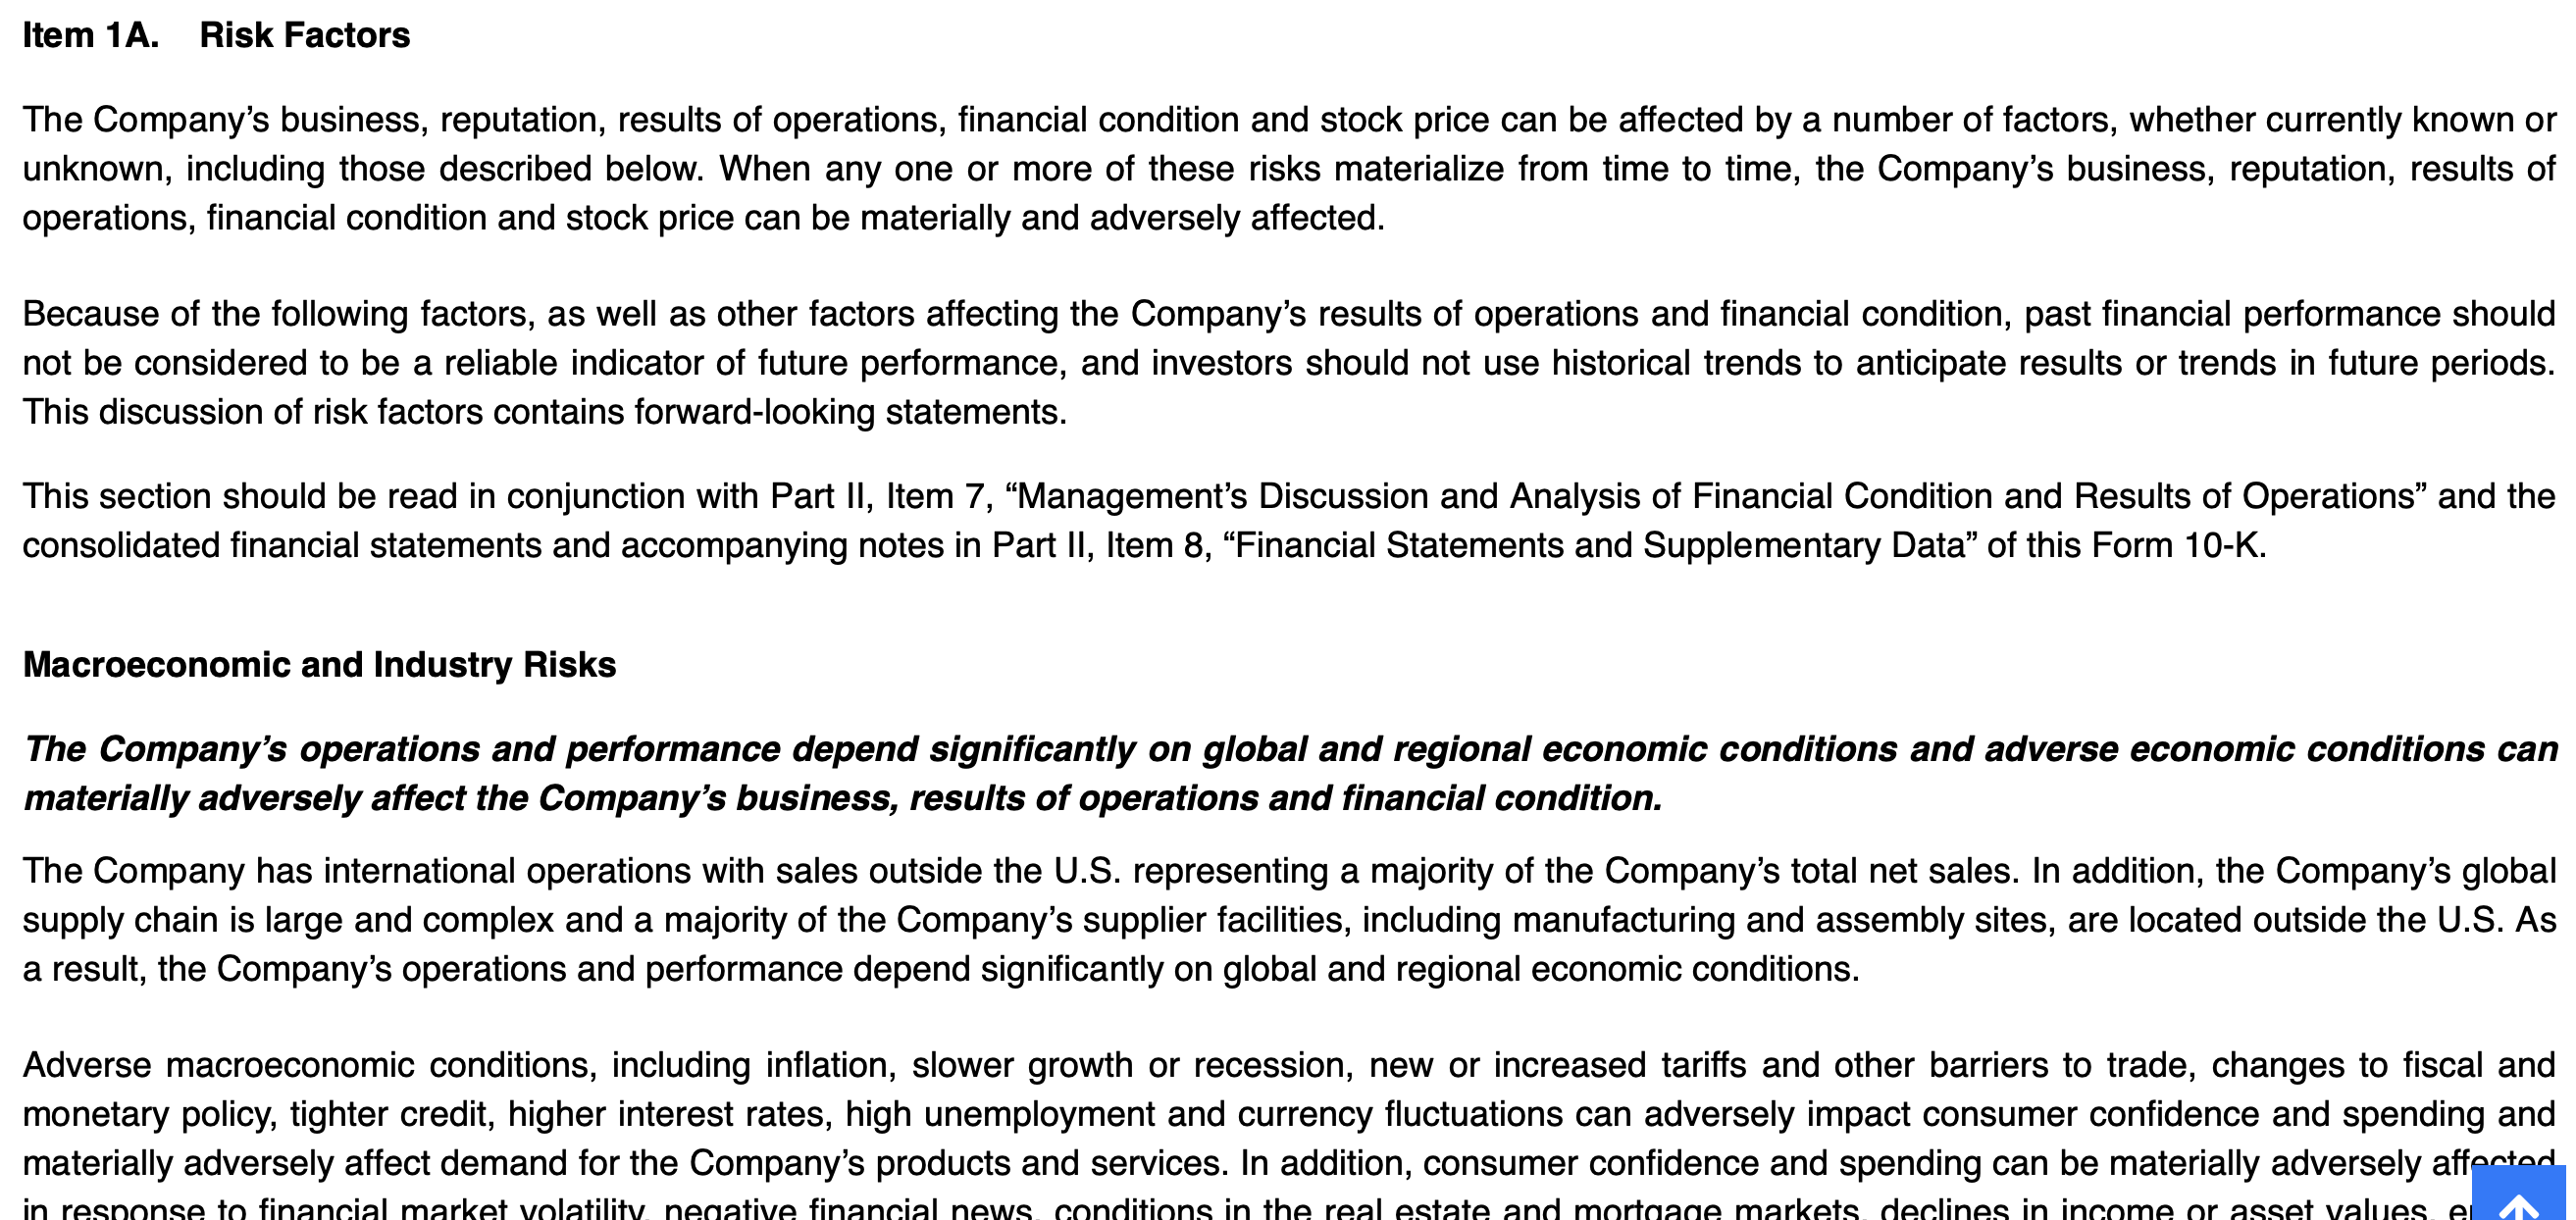 Item 1A. Risk Factors
The Company’s business, reputation, results of operations, financial condition and stock price can be affected by a number of factors, whether currently known or
unknown, including those described below. When any one or more of these risks materialize from time to time, the Company’s business, reputation, results of
operations, financial condition and stock price can be materially and adversely affected.
Because of the following factors, as well as other factors affecting the Company’s results of operations and financial condition, past financial performance should
not be considered to be a reliable indicator of future performance, and investors should not use historical trends to anticipate results or trends in future periods.
This discussion of risk factors contains forward-looking statements.
This section should be read in conjunction with Part II, Item 7, “Management’s Discussion and Analysis of Financial Condition and Results of Operations” and the
consolidated financial statements and accompanying notes in Part II, Item 8, “Financial Statements and Supplementary Data” of this Form 10-K.
Macroeconomic and Industry Risks
The Company’s operations and performance depend significantly on global and regional economic conditions and adverse economic conditions can
materially adversely affect the Company’s business, results of operations and financial condition.
The Company has international operations with sales outside the U.S. representing a majority of the Company’s total net sales. In addition, the Company’s global
supply chain is large and complex and a majority of the Company’s supplier facilities, including manufacturing and assembly sites, are located outside the U.S. As
a result, the Company’s operations and performance depend significantly on global and regional economic conditions.
Adverse macroeconomic conditions, including inflation, slower growth or recession, new or increased tariffs and other barriers to trade, changes to fiscal and
monetary policy, tighter credit, higher interest rates, high unemployment and currency fluctuations can adversely impact consumer confidence and spending and
materially adversely affect demand for the Company’s products and services. In addition, consumer confidence and spending can be materially adversely affected
in response to financial market volatility, negative financial news, conditions in the real estate and mortgage markets, declines in income or asset values,